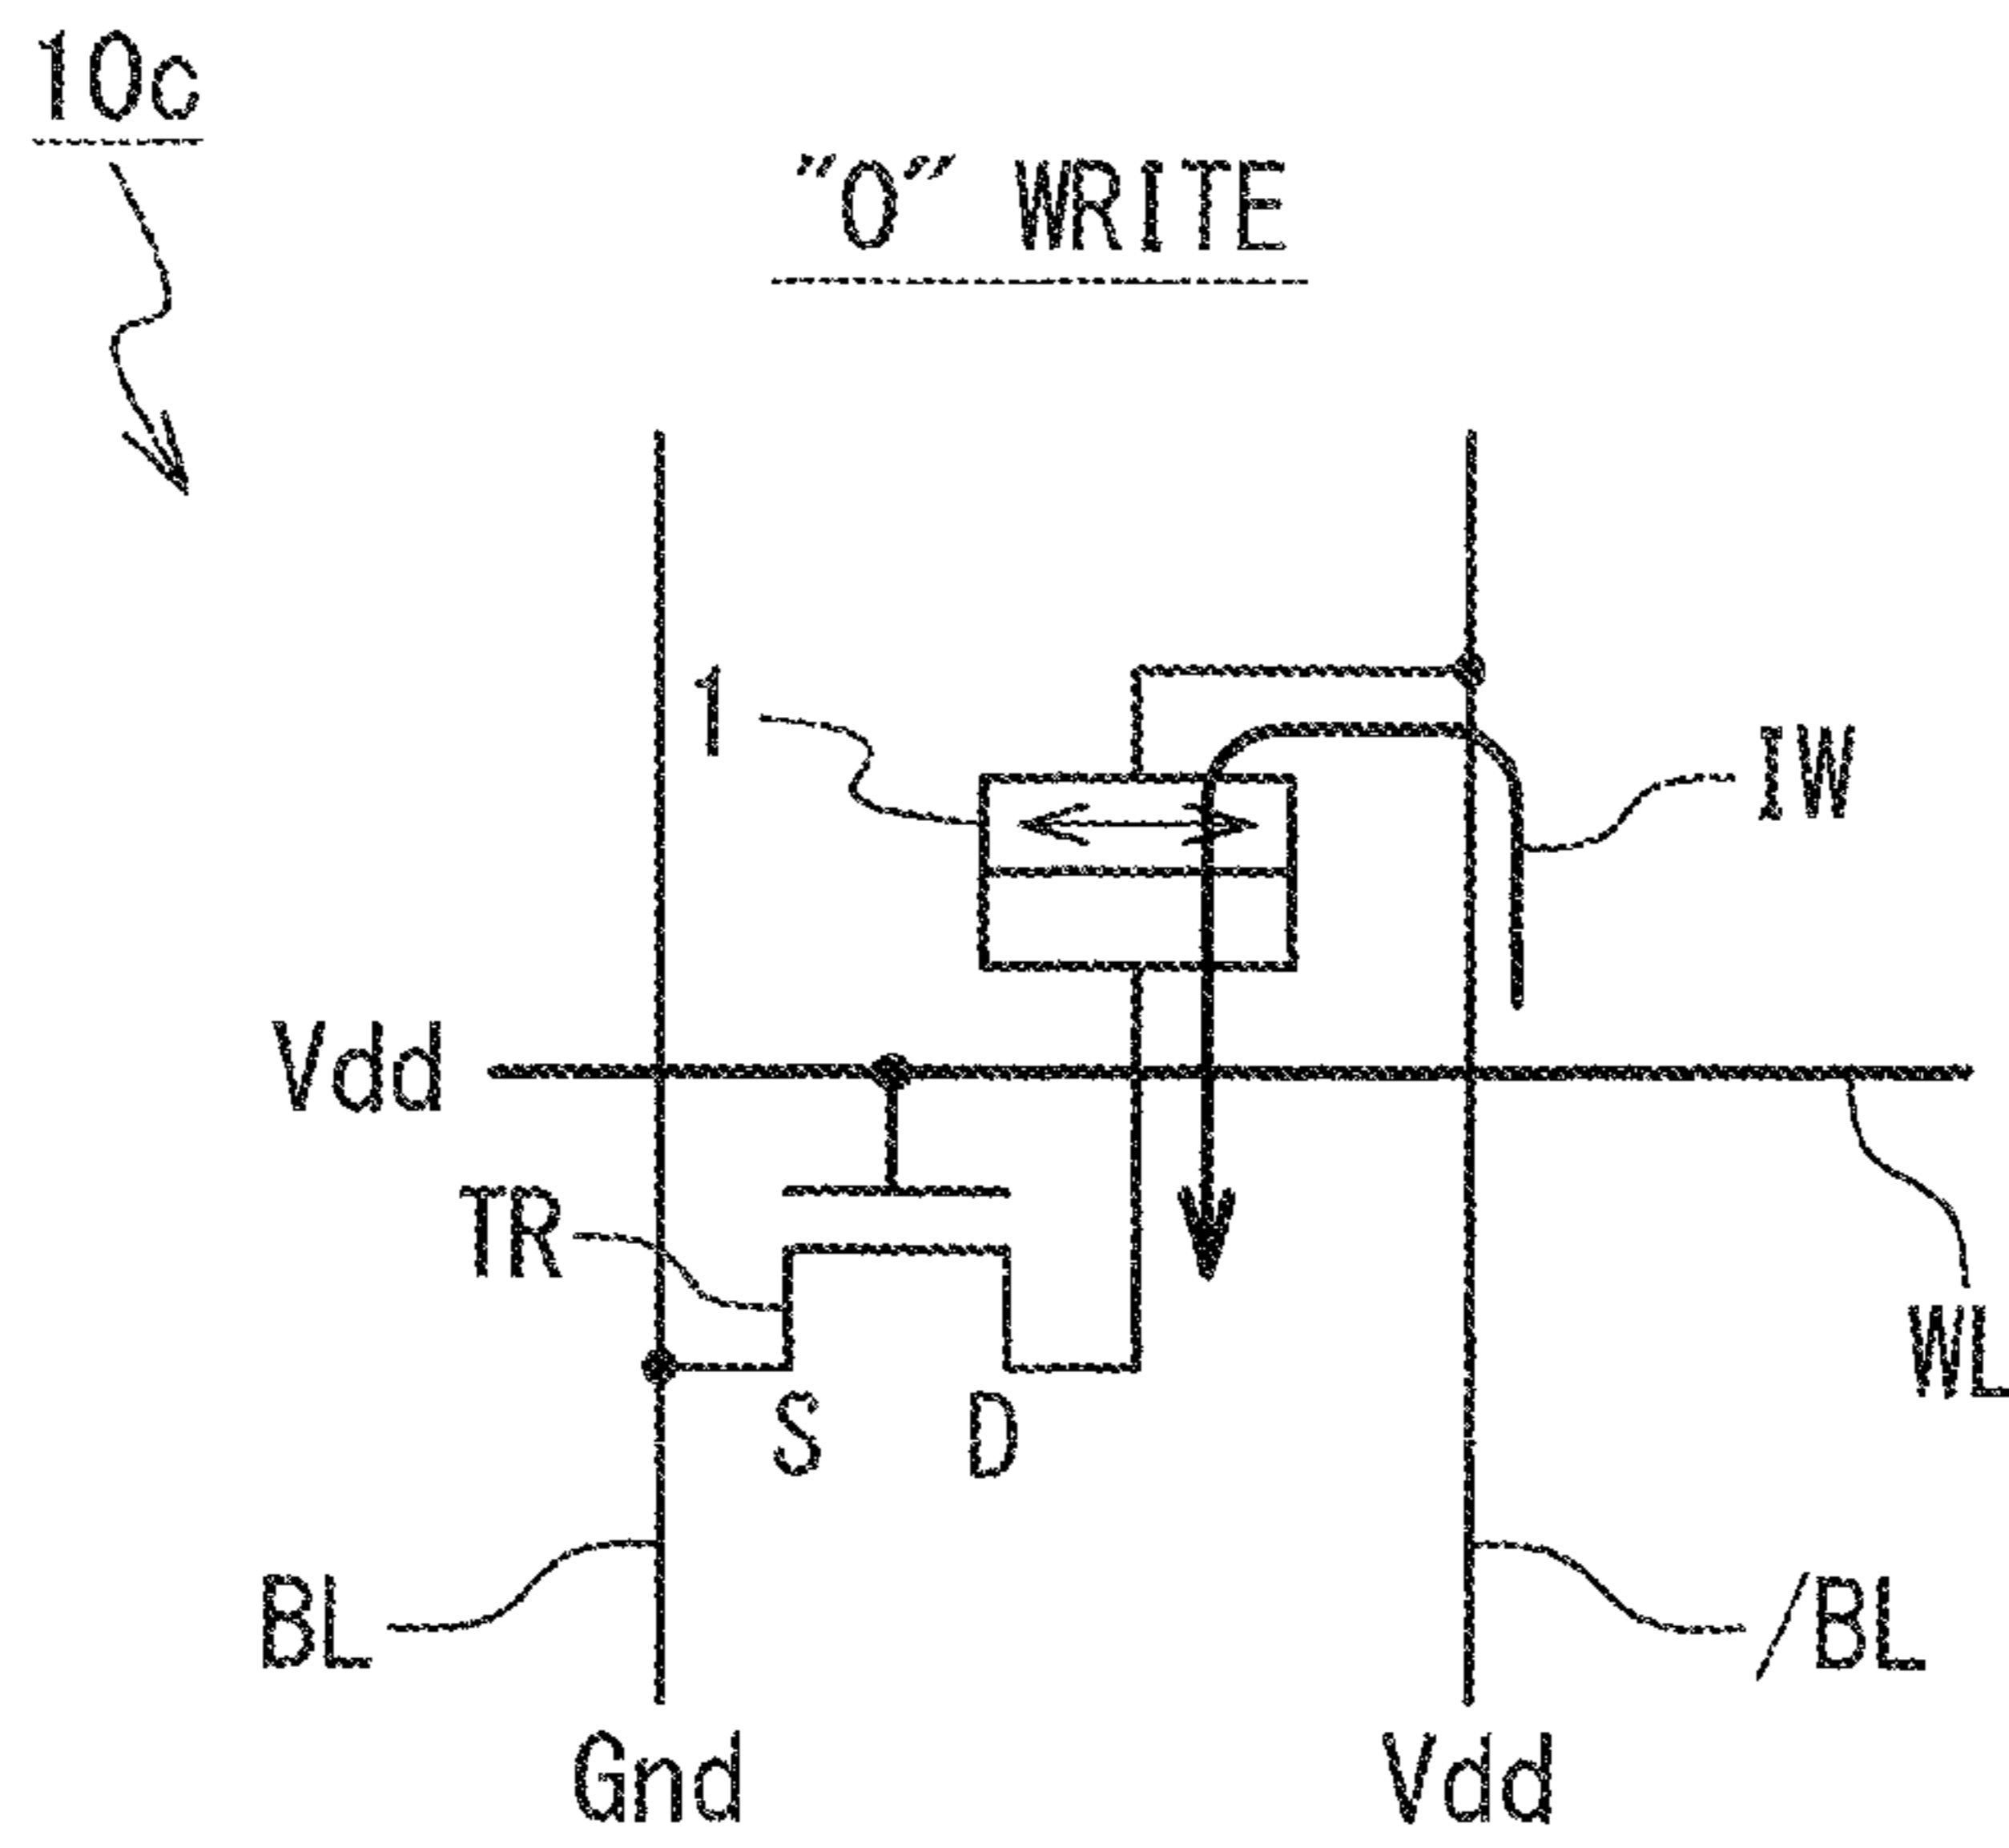 10c
"0" WRITE
1
IW
Vdd
TR
WL
S
D
BL
/BL
Gnd
Vdd